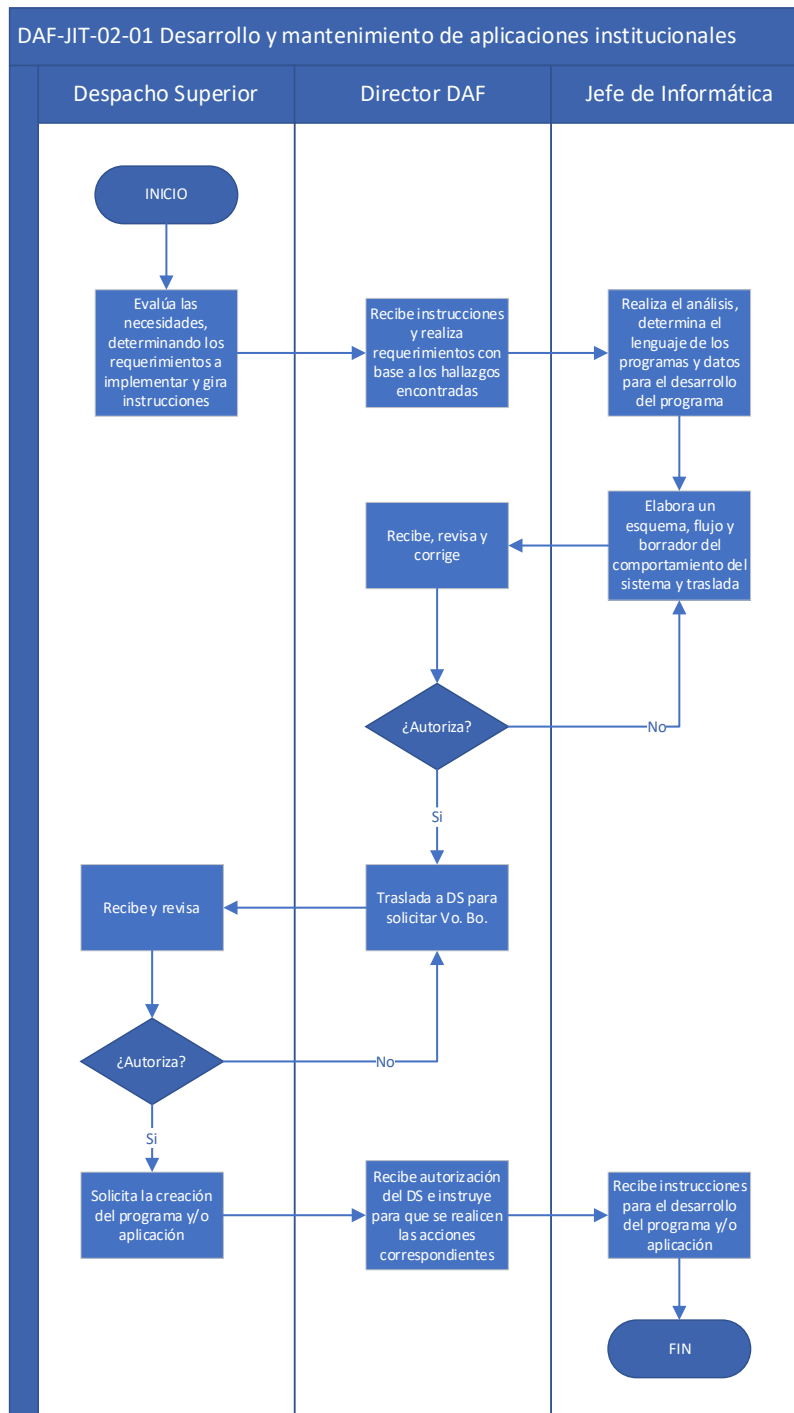 DAF-JIT-02-01 Desarrollo y mantenimiento de aplicaciones institucionales
Despacho Superior
Director DAF
Jefe de Informática
INICIO
Evalúa las
necesidades,
determinando los
requerimientos a
implementar y gira
instrucciones
Recibe instrucciones
y realiza
requerimientos con
base a los hallazgos
encontradas
Realiza el análisis,
determina el
lenguaje de los
programas y datos
para el desarrollo
del programa
Elabora un
esquema, flujo y
borrador del
comportamiento del
sistema y traslada
Recibe, revisa y
corrige
¿Autoriza?
No
Si
Traslada a DS para
solicitar Vo. Bo.
Recibe y revisa
¿Autoriza?
No
Si
Solicita la creación
del programa y/o
aplicación
Recibe autorización
del DS e instruye
para que se realicen
las acciones
correspondientes
Recibe instrucciones
para el desarrollo
del programa y/o
aplicación
FIN